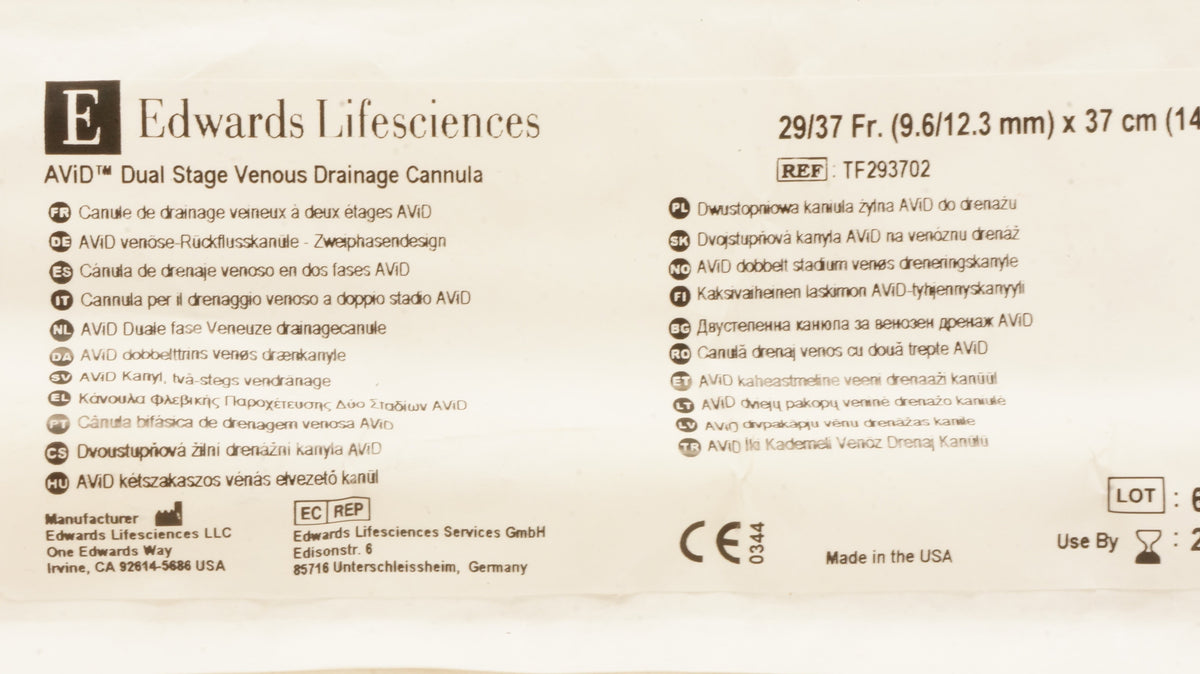 E Edwards Lifesciences
AViD™ Dual Stage Venous Drainage Cannula
FR Canule de drainage veineux à deux étages AViD
DE AViD venöse-Rückflusskanüle - Zweiphasendesign
ES Cánula de drenaje venoso en dos fases AViD
IT Cannula per il drenaggio venoso a doppio stadio AViD
NL AViD Duale fase Veneuze drainagecanule
DA AViD dobbelttrins venøs drænkanyle
SV AViD Kanyl, två-stegs vendränage
EL Κάνουλα Φλεβικής Παροχέτευσης Δύο Σταδίων AViD
PT Cânula bifásica de drenagem venosa AViD
CS Dvoustupňová žilní drenážní kanyla AViD
HU AViD kétszakaszos vénás elvezető kanül
Manufacturer
Edwards Lifesciences LLC
One Edwards Way
Irvine, CA 92614-5686 USA
EC REP
Edwards Lifesciences Services GmbH
Edisonstr. 6
85716 Unterschleissheim, Germany
29/37 Fr. (9.6/12.3 mm) x 37 cm (14
REF : TF293702
PL Dwustopniowa kaniula żylna AViD do drenażu
SK Dvojstupňová kanyla AViD na venóznu drenáž
NO AViD dobbelt stadium venøs dreneringskanyle
FI Kaksivaiheinen laskimon AViD-tyhjennyskanyyli
BG Двустепенна канюла за венозен дренаж AViD
RO Canulă drenaj venos cu două trepte AViD
ET AViD kaheastmeline veeni drenaaži kanüül
LT AViD dviejų pakopų veninė drenažo kaniulė
LV AViD divpakāpju vēnu drenāžas kanile
TR AViD İki Kademeli Venöz Drenaj Kanülü
CE 0344
Made in the USA
LOT : 6
Use By : 2